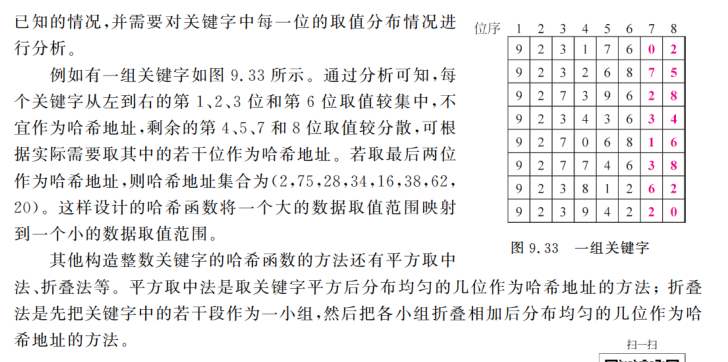 已知的情况,并需要对关键字中每一位的取值分布情况进
行分析。
例如有一组关键字如图 9.33 所示。通过分析可知,每
个关键字从左到右的第 1、2、3 位和第 6 位取值较集中,不
宜作为哈希地址,剩余的第 4、5、7 和 8 位取值较分散,可根
据实际需要取其中的若干位作为哈希地址。若取最后两位
作为哈希地址,则哈希地址集合为(2,75,28,34,16,38,62,
20)。这样设计的哈希函数将一个大的数据取值范围映射
到一个小的数据取值范围。
位序 1 2 3 4 5 6 7 8
9 2 3 1 7 6 0 2
9 2 3 2 6 8 7 5
9 2 7 3 9 6 2 8
9 2 3 4 3 6 3 4
9 2 7 0 6 8 1 6
9 2 7 7 4 6 3 8
9 2 3 8 1 2 6 2
9 2 3 9 4 2 2 0
图 9.33 一组关键字
其他构造整数关键字的哈希函数的方法还有平方取中
法、折叠法等。平方取中法是取关键字平方后分布均匀的几位作为哈希地址的方法；折叠
法是先把关键字中的若干段作为一小组,然后把各小组折叠相加后分布均匀的几位作为哈
希地址的方法。
扫一扫